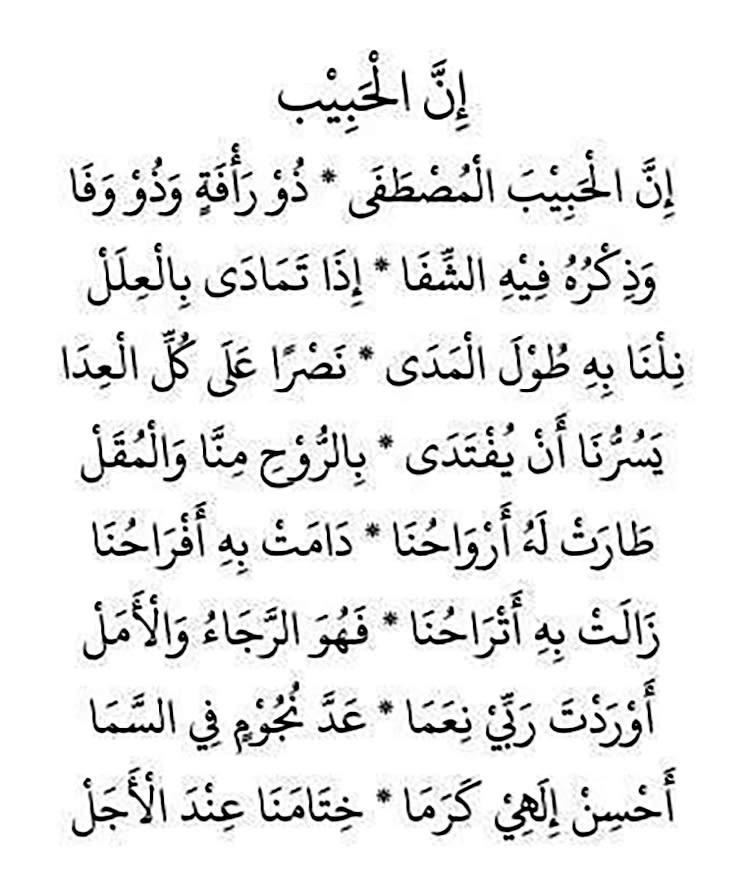 إِنَّ الْحَبِيْب
إِنَّ الْحَبِيْبَ الْمُصْطَفَى * ذُوْ رَأْفَةٍ وَذُوْ وَفَا
وَذِكْرُهُ فِيْهِ الشِّفَا * إِذَا تَمَادَى بِالْعِلَلْ
نِلْنَا بِهِ طُوْلَ الْمَدَى * نَصْرًا عَلَى كُلِّ الْعِدَا
يَسُرُّنَا أَنْ يُفْتَدَى * بِالرُّوْحِ مِنَّا وَالْمُقَلْ
طَارَتْ لَهُ أَرْوَاحُنَا * دَامَتْ بِهِ أَفْرَاحُنَا
زَالَتْ بِهِ أَتْرَاحُنَا * فَهُوَ الرَّجَاءُ وَالْأَمَلْ
أَوْرَدْتَ رَبِّيْ نِعَمَا * عَدَّ نُجُوْمٍ فِي السَّمَا
أَحْسِنْ إِلَهِيْ كَرَمَا * خِتَامَنَا عِنْدَ الْأَجَلْ